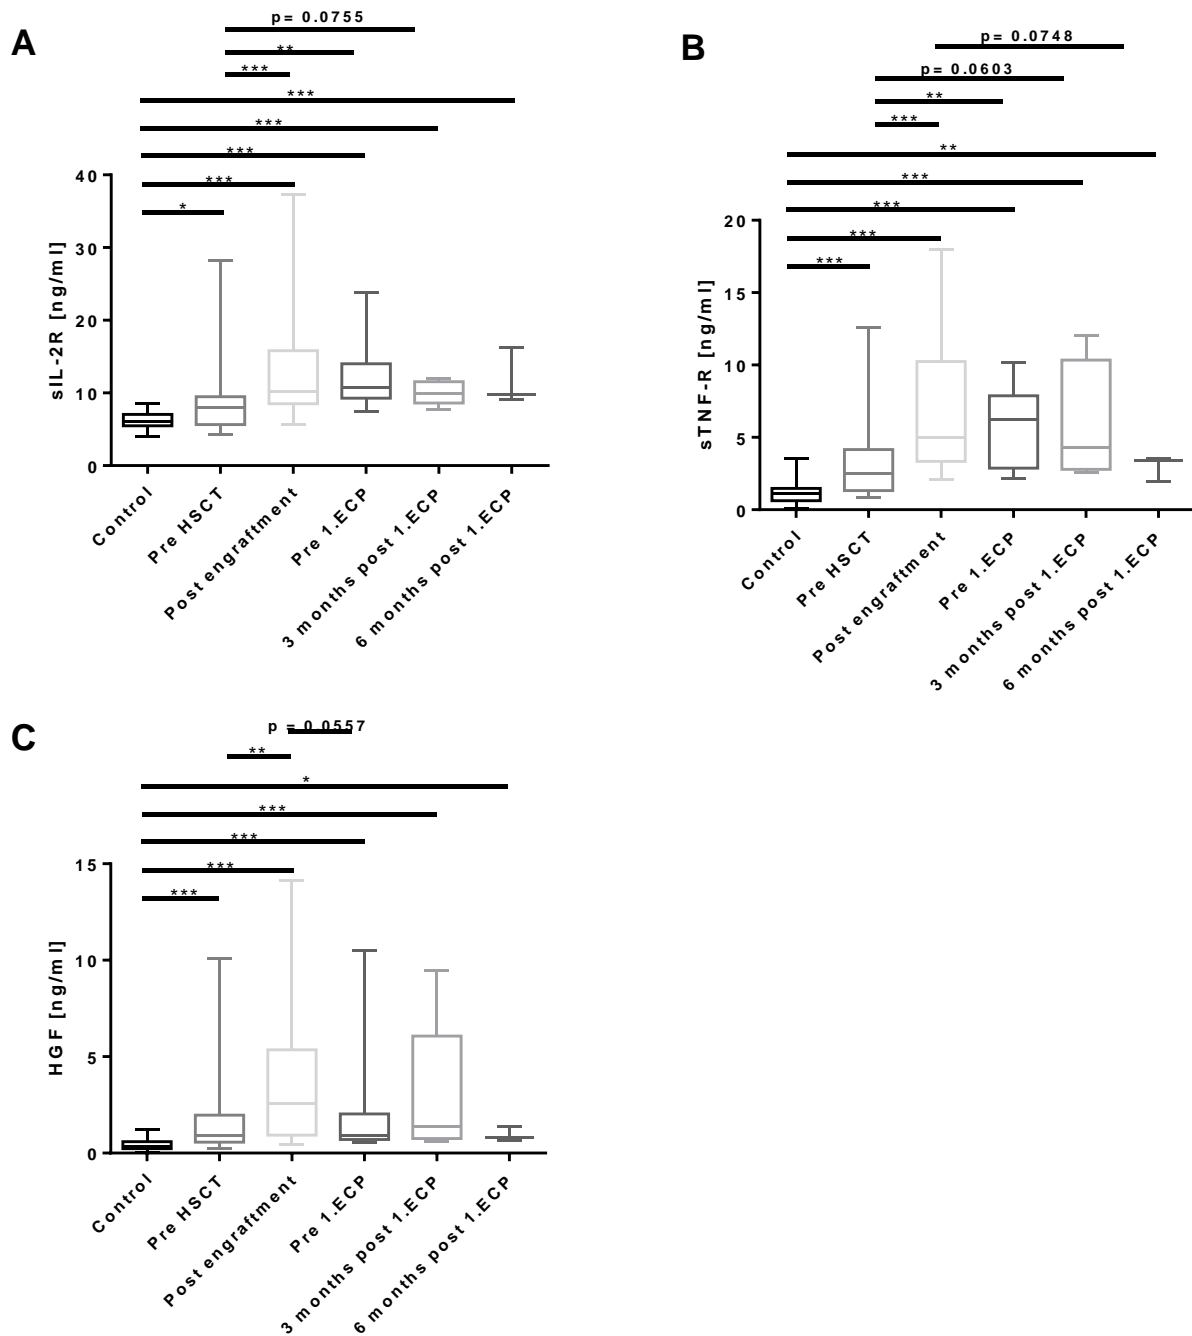 A
p= 0.0755
**
***
***
***
***
***
*
40
30
20
10
0
sIL-2R [ng/ml]
Control
Pre HSCT
Post engraftment
Pre 1.ECP
3 months post 1.ECP
6 months post 1.ECP
B
p= 0.0748
p= 0.0603
**
***
**
***
***
***
***
20
15
10
5
0
sTNF-R [ng/ml]
Control
Pre HSCT
Post engraftment
Pre 1.ECP
3 months post 1.ECP
6 months post 1.ECP
C
p = 0.0557
**
*
***
***
***
***
15
10
5
0
HGF [ng/ml]
Control
Pre HSCT
Post engraftment
Pre 1.ECP
3 months post 1.ECP
6 months post 1.ECP